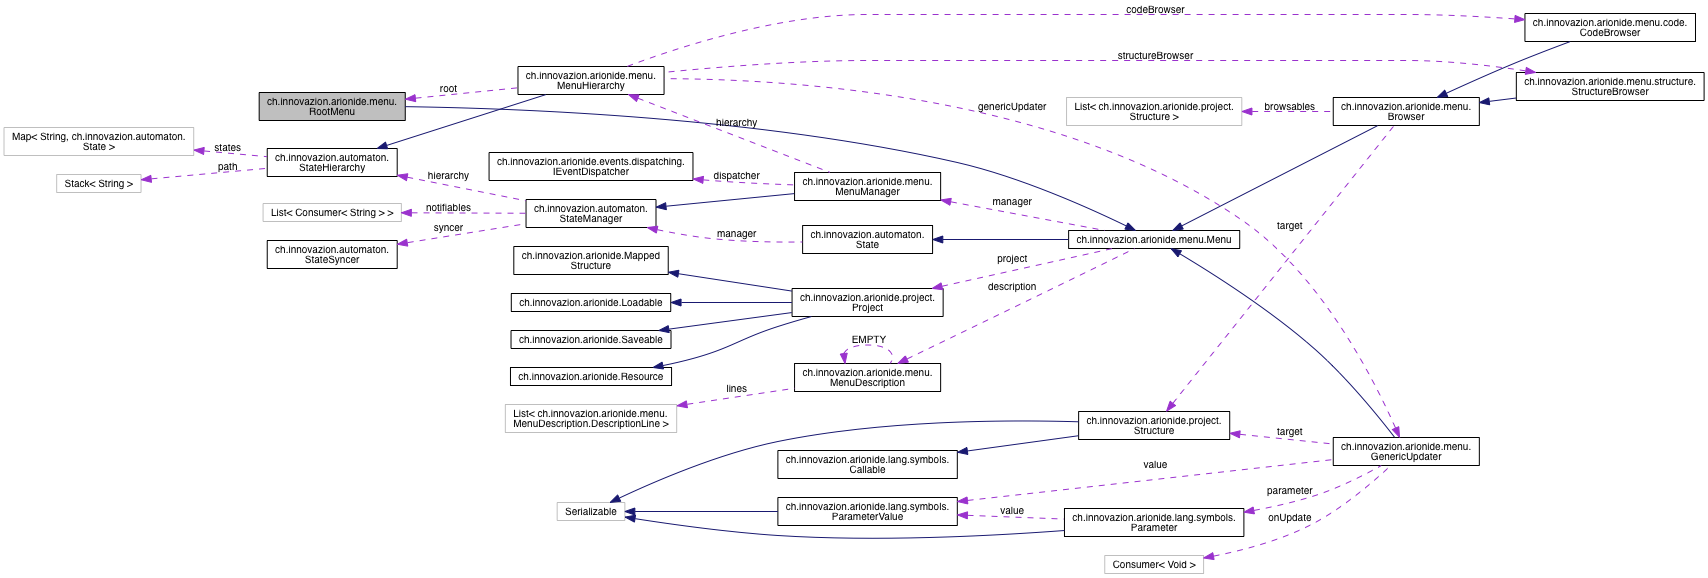 codeBrowser
ch.innovazion.arionide.menu.code.
CodeBrowser
structureBrowser
ch.innovazion.arionide.menu.
MenuHierarchy
ch.innovazion.arionide.menu.structure.
StructureBrowser
root
ch.innovazion.arionide.menu.
RootMenu
genericUpdater
List< ch.innovazion.arionide.project.
Structure >
browsables
ch.innovazion.arionide.menu.
Browser
hierarchy
Map< String, ch.innovazion.automaton.
State >
states
path
ch.innovazion.automaton.
StateHierarchy
Stack< String >
ch.innovazion.arionide.events.dispatching.
IEventDispatcher
dispatcher
ch.innovazion.arionide.menu.
MenuManager
hierarchy
List< Consumer< String > >
notifiables
ch.innovazion.automaton.
StateManager
manager
syncer
ch.innovazion.automaton.
StateSyncer
manager
ch.innovazion.automaton.
State
ch.innovazion.arionide.menu.Menu
target
ch.innovazion.arionide.Mapped
Structure
project
ch.innovazion.arionide.Loadable
ch.innovazion.arionide.project.
Project
description
ch.innovazion.arionide.Saveable
EMPTY
ch.innovazion.arionide.Resource
ch.innovazion.arionide.menu.
MenuDescription
lines
List< ch.innovazion.arionide.menu.
MenuDescription.DescriptionLine >
ch.innovazion.arionide.project.
Structure
target
ch.innovazion.arionide.menu.
GenericUpdater
ch.innovazion.arionide.lang.symbols.
Callable
value
parameter
Serializable
ch.innovazion.arionide.lang.symbols.
ParameterValue
value
ch.innovazion.arionide.lang.symbols.
Parameter
onUpdate
Consumer< Void >